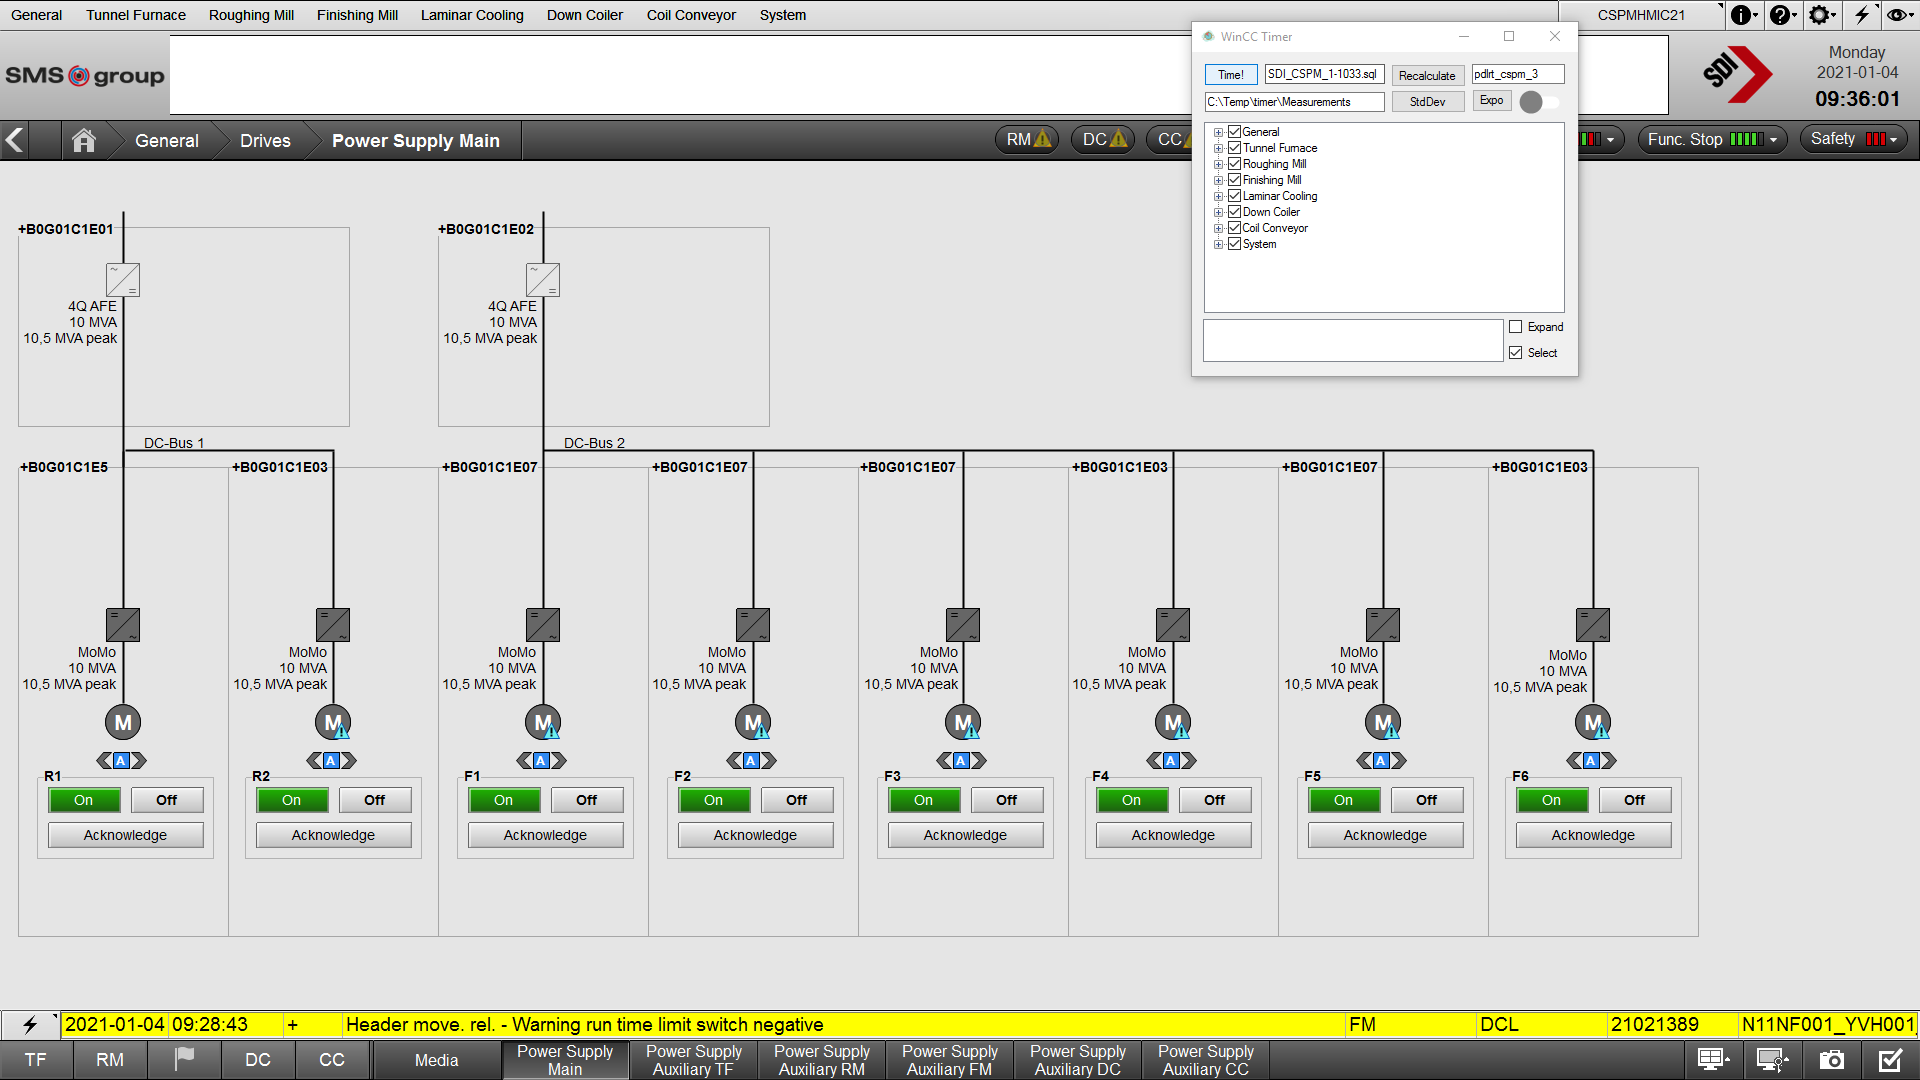 General Tunnel Furnace Roughing Mill Finishing Mill Laminar Cooling Down Coiler Coil Conveyor System CSPMHMIC21
SMS group
SDI
Monday
2021-01-04
09:36:01
General Drives Power Supply Main RM DC CC Func. Stop Safety
WinCC Timer
Time! SDI_CSPM_1-1033.sql Recalculate pdlrt_cspm_3
C:\Temp\timer\Measurements StdDev Expo
General
Tunnel Furnace
Roughing Mill
Finishing Mill
Laminar Cooling
Down Coiler
Coil Conveyor
System
Expand
Select
+B0G01C1E01 +B0G01C1E02
4Q AFE 4Q AFE
10 MVA 10 MVA
10,5 MVA peak 10,5 MVA peak
DC-Bus 1 DC-Bus 2
+B0G01C1E5 +B0G01C1E03 +B0G01C1E07 +B0G01C1E07 +B0G01C1E07 +B0G01C1E03 +B0G01C1E07 +B0G01C1E03
MoMo MoMo MoMo MoMo MoMo MoMo MoMo MoMo
10 MVA 10 MVA 10 MVA 10 MVA 10 MVA 10 MVA 10 MVA 10 MVA
10,5 MVA peak 10,5 MVA peak 10,5 MVA peak 10,5 MVA peak 10,5 MVA peak 10,5 MVA peak 10,5 MVA peak 10,5 MVA peak
M M M M M M M M
A A A A A A A A
R1 R2 F1 F2 F3 F4 F5 F6
On Off On Off On Off On Off On Off On Off On Off On Off
Acknowledge Acknowledge Acknowledge Acknowledge Acknowledge Acknowledge Acknowledge Acknowledge
2021-01-04 09:28:43 + Header move. rel. - Warning run time limit switch negative FM DCL 21021389 N11NF001_YVH001
TF RM DC CC Media
Power Supply Main
Power Supply Auxiliary TF
Power Supply Auxiliary RM
Power Supply Auxiliary FM
Power Supply Auxiliary DC
Power Supply Auxiliary CC